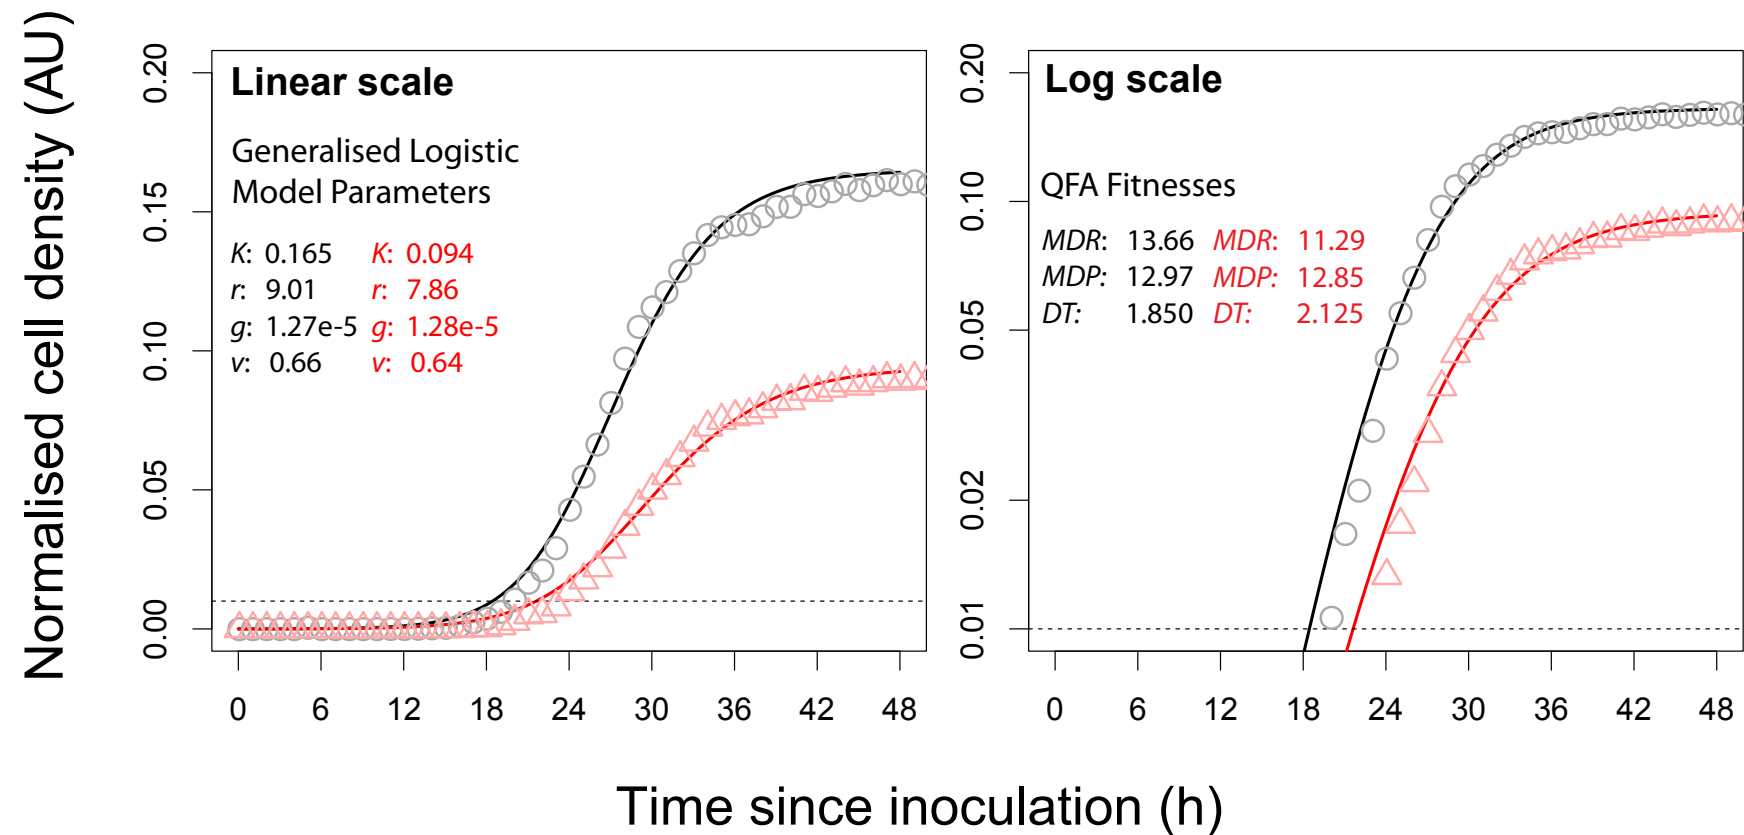 Normalised cell density (AU)
0.20
0.15
0.10
0.05
0.00
Linear scale
Generalised Logistic
Model Parameters
K: 0.165 K: 0.094
r: 9.01 r: 7.86
g: 1.27e-5 g: 1.28e-5
v: 0.66 v: 0.64
0 6 12 18 24 30 36 42 48
0.20
0.10
0.05
0.02
0.01
Log scale
QFA Fitnesses
MDR: 13.66 MDR: 11.29
MDP: 12.97 MDP: 12.85
DT: 1.850 DT: 2.125
0 6 12 18 24 30 36 42 48
Time since inoculation (h)